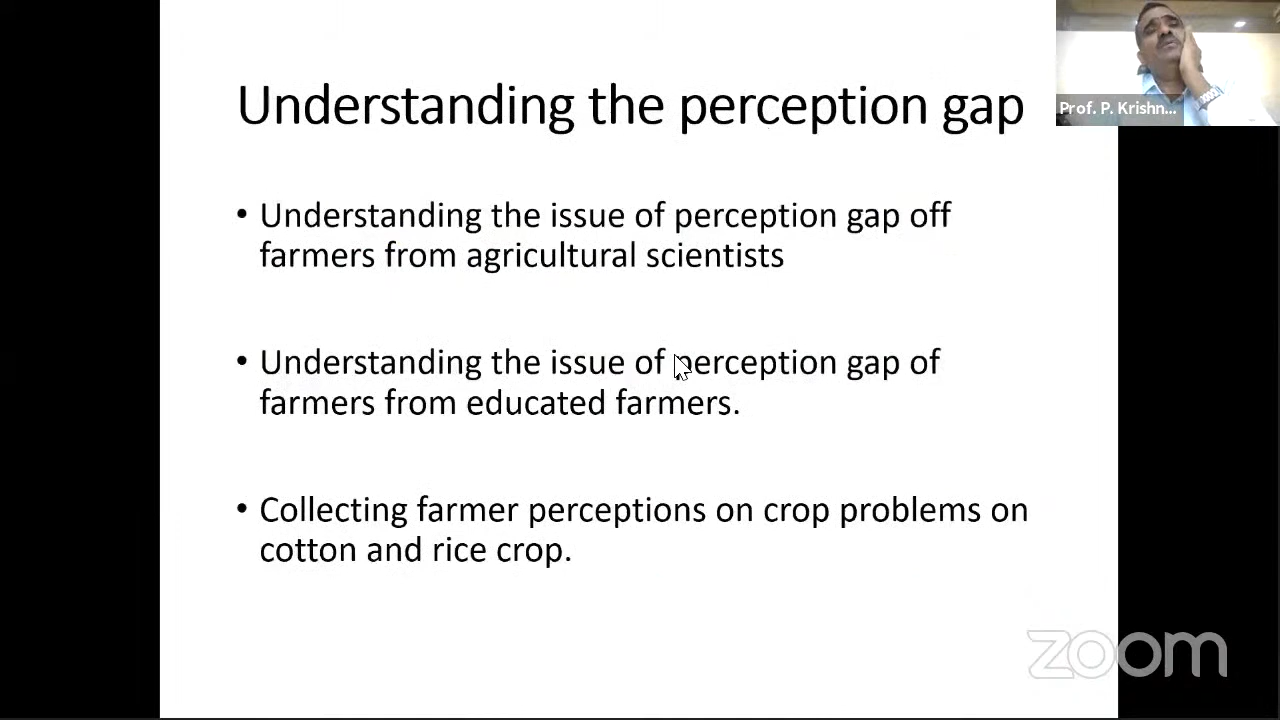 Understanding the perception gap
• Understanding the issue of perception gap off
farmers from agricultural scientists
• Understanding the issue of perception gap of
farmers from educated farmers.
• Collecting farmer perceptions on crop problems on
cotton and rice crop.
Prof. P. Krishn...
zoom